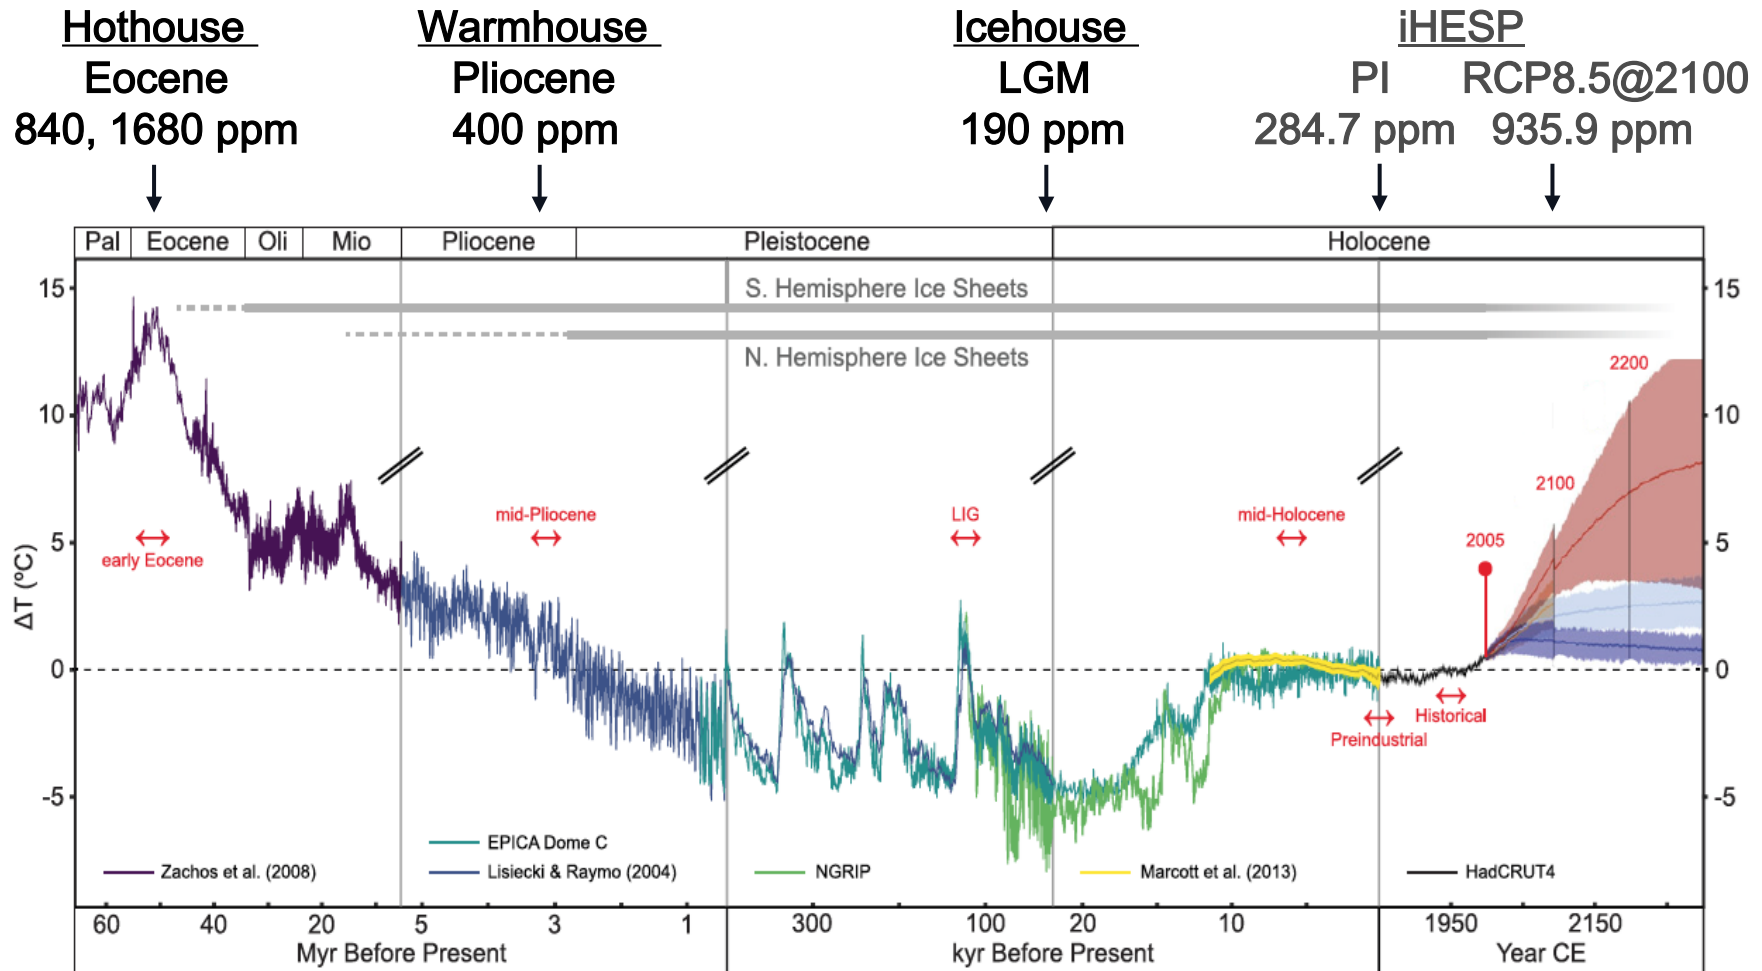 Hothouse Warmhouse Icehouse iHESP
Eocene Pliocene LGM PI RCP8.5@2100
840, 1680 ppm 400 ppm 190 ppm 284.7 ppm 935.9 ppm
Pal Eocene Oli Mio Pliocene Pleistocene Holocene
15 S. Hemisphere Ice Sheets 15
N. Hemisphere Ice Sheets
2200
10 10
2100
mid-Pliocene LIG mid-Holocene
2005
5 5
early Eocene
ΔT (°C)
0 0
Historical
Preindustrial
-5 -5
EPICA Dome C
Zachos et al. (2008) Lisiecki & Raymo (2004) NGRIP Marcott et al. (2013) HadCRUT4
60 40 20 5 3 1 300 100 20 10 1950 2150
Myr Before Present kyr Before Present Year CE